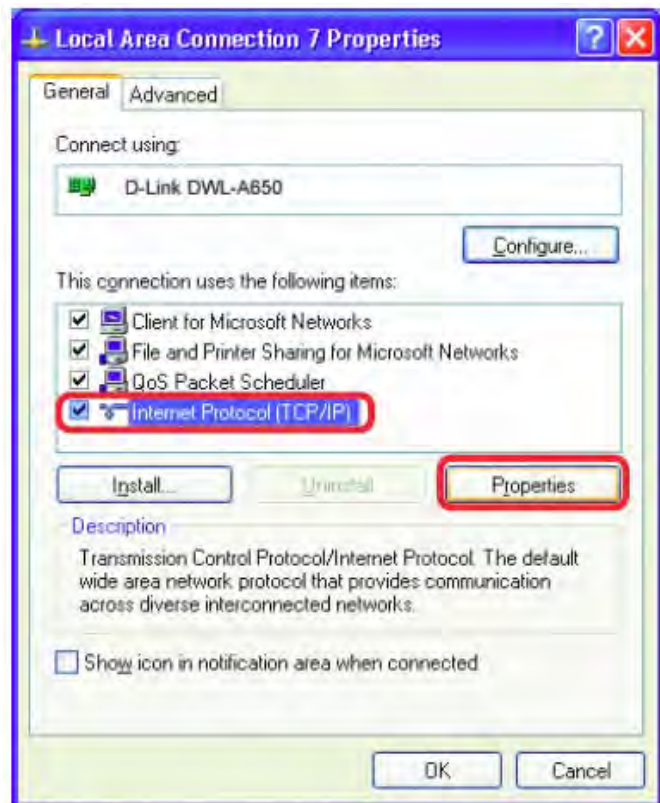 Local Area Connection 7 Properties
General
Advanced
Connect using:
D-Link DWL-A650
Configure...
This connection uses the following items:
Client for Microsoft Networks
File and Printer Sharing for Microsoft Networks
QoS Packet Scheduler
Internet Protocol (TCP/IP)
Install...
Uninstall
Properties
Description
Transmission Control Protocol/Internet Protocol. The default
wide area network protocol that provides communication
across diverse interconnected networks.
Show icon in notification area when connected
OK
Cancel